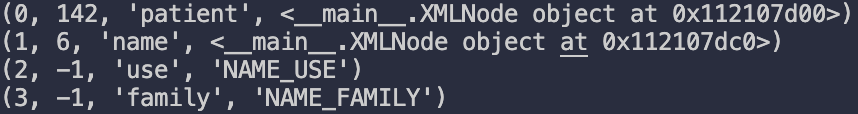 (0, 142, 'patient', <__main__.XMLNode object at 0x112107d00>)
(1, 6, 'name', <__main__.XMLNode object at 0x112107dc0>)
(2, -1, 'use', 'NAME_USE')
(3, -1, 'family', 'NAME_FAMILY')